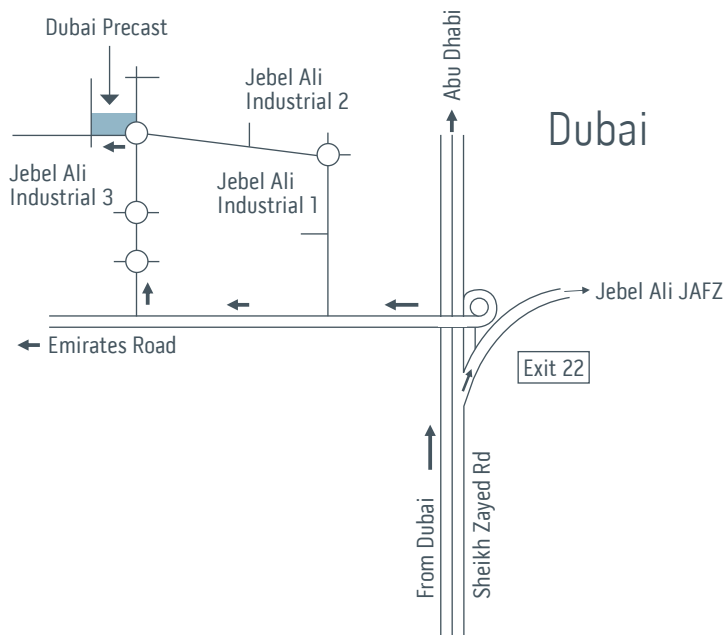 Dubai Precast
Abu Dhabi
Jebel Ali
Industrial 2
Dubai
Jebel Ali
Industrial 3
Jebel Ali
Industrial 1
Jebel Ali JAFZ
Emirates Road
Exit 22
From Dubai
Sheikh Zayed Rd